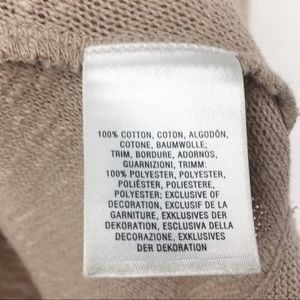 100% COTTON, COTON, ALGODÓN,
COTONE, BAUMWOLLE;
TRIM, BORDURE, ADORNOS,
GUARNIZIONI, TRIMM:
100% POLYESTER, POLYESTER,
POLIÉSTER, POLIESTERE,
POLYESTER; EXCLUSIVE OF
DECORATION, EXCLUSIF DE LA
GARNITURE, EXKLUSIVES DER
DEKORATION, ESCLUSIVA DELLA
DECORAZIONE, EXKLUSIVES
DER DEKORATION